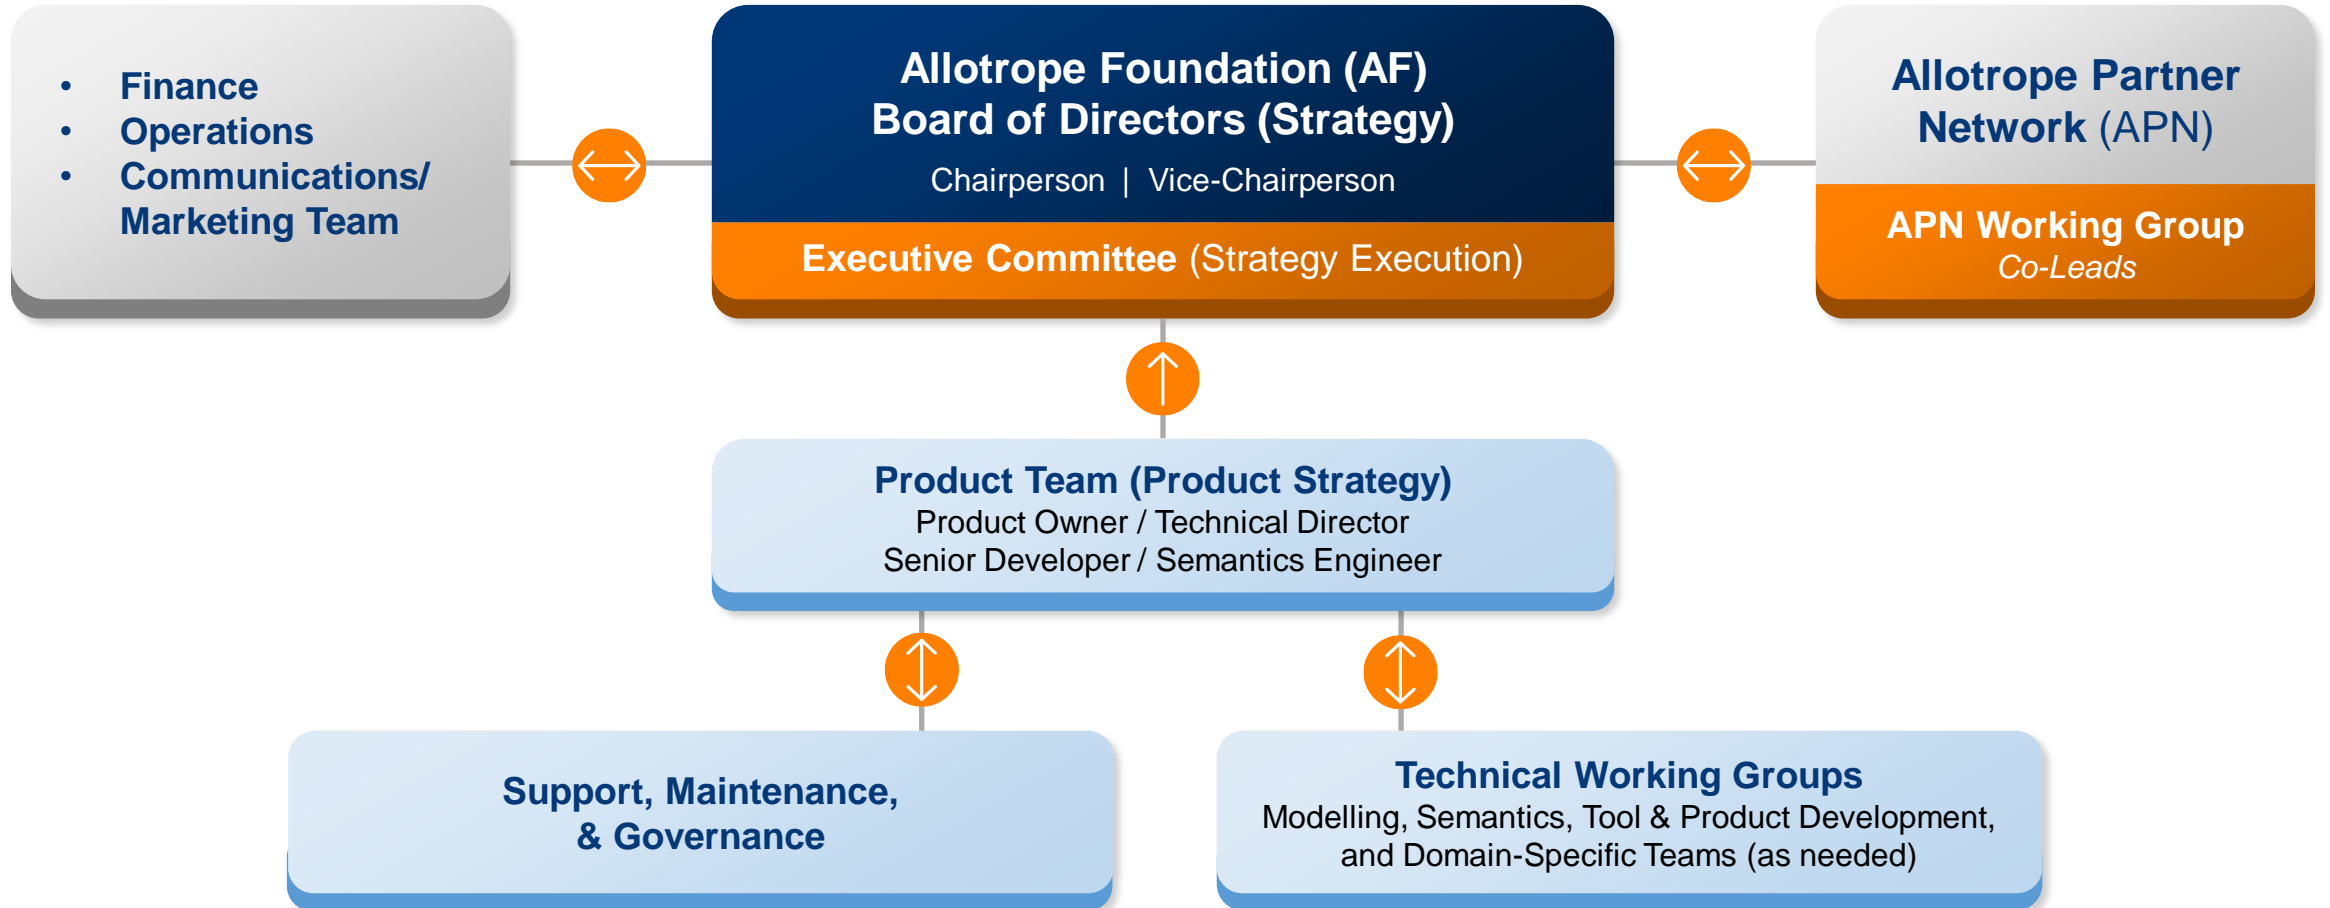 • Finance
• Operations
• Communications/
Marketing Team
Allotrope Foundation (AF)
Board of Directors (Strategy)
Chairperson | Vice-Chairperson
Executive Committee (Strategy Execution)
Allotrope Partner
Network (APN)
APN Working Group
Co-Leads
Product Team (Product Strategy)
Product Owner / Technical Director
Senior Developer / Semantics Engineer
Support, Maintenance,
& Governance
Technical Working Groups
Modelling, Semantics, Tool & Product Development,
and Domain-Specific Teams (as needed)